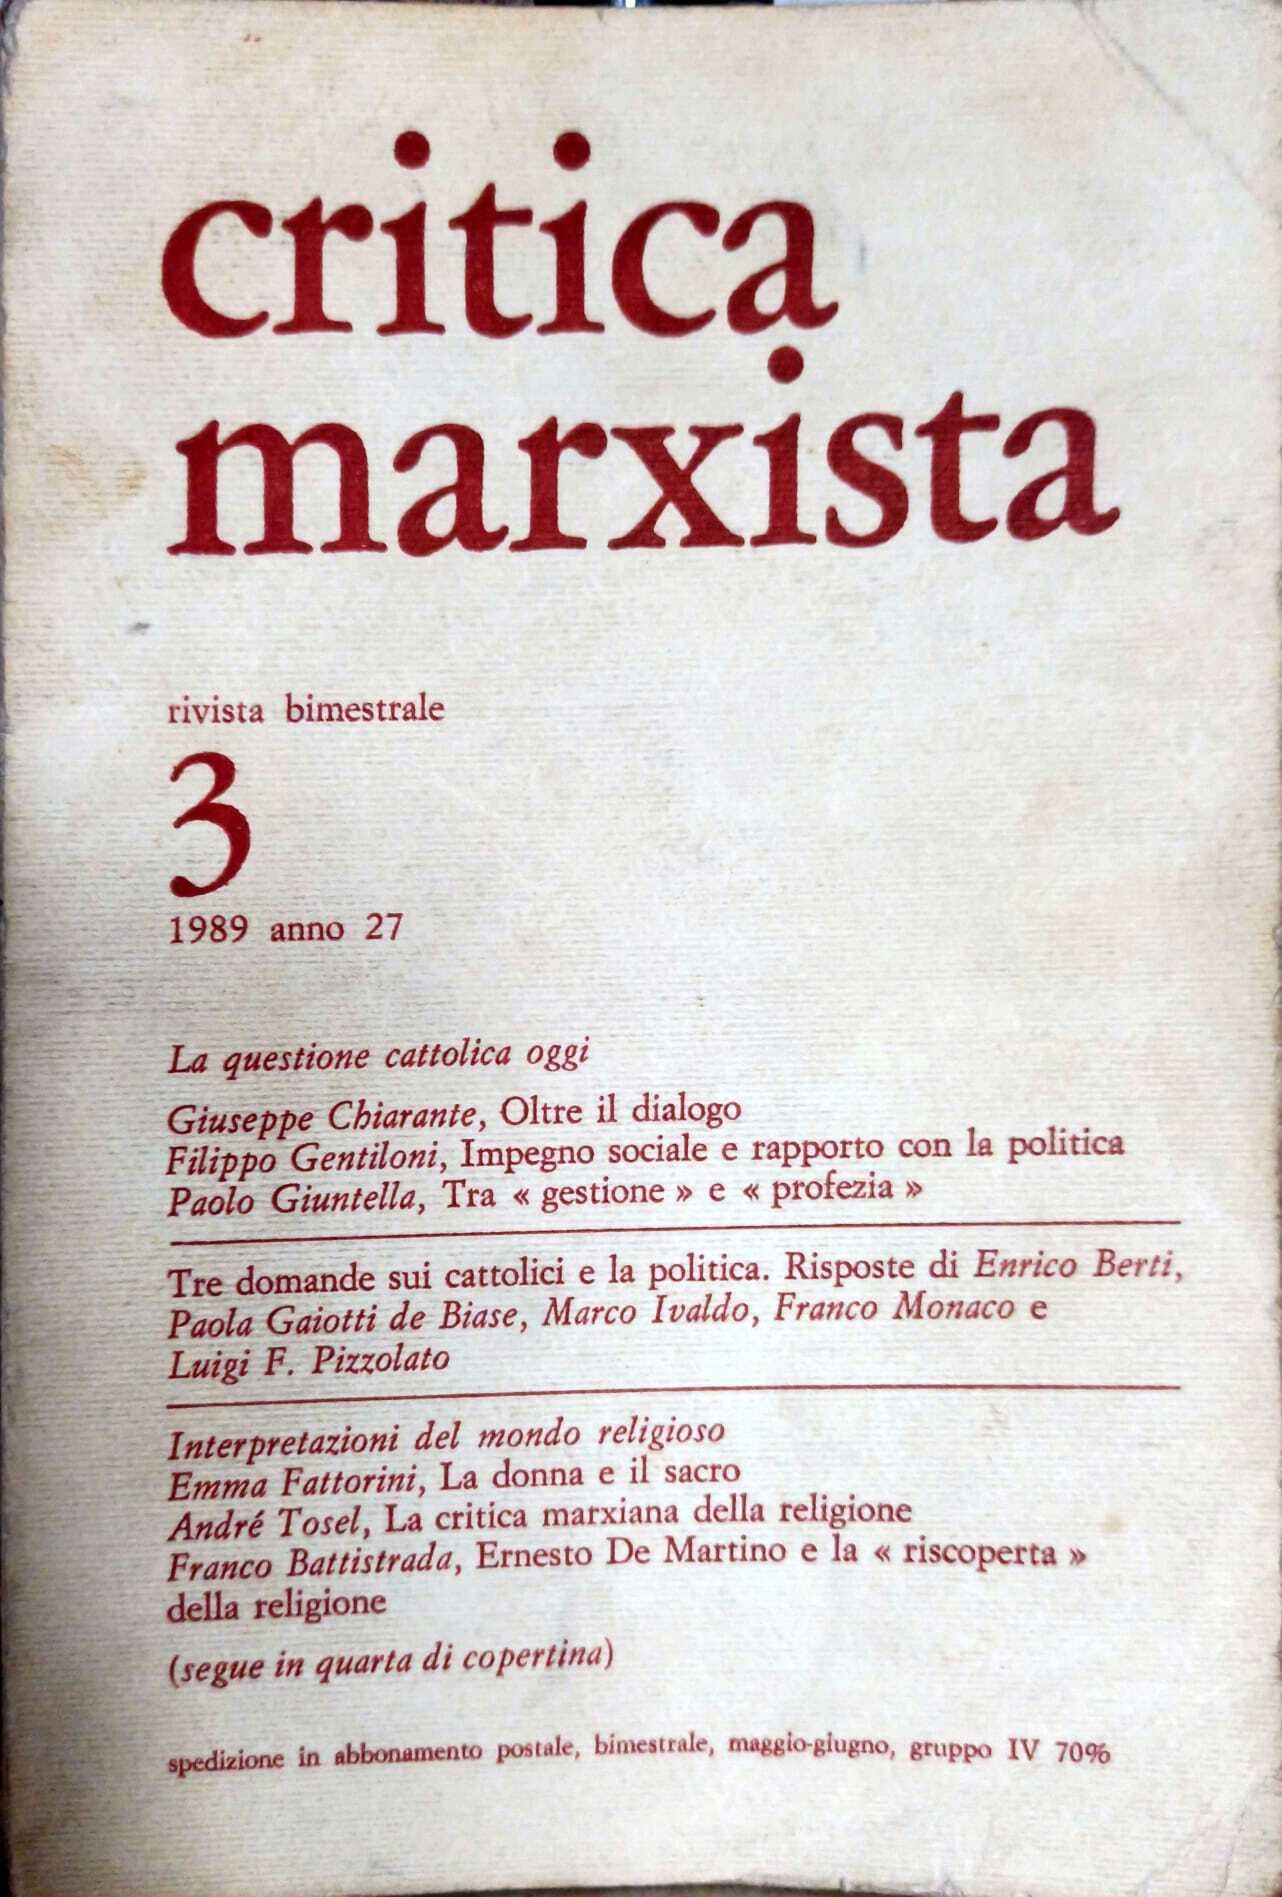 critica
marxista
rivista bimestrale
3
1989 anno 27
La questione cattolica oggi
Giuseppe Chiarante, Oltre il dialogo
Filippo Gentiloni, Impegno sociale e rapporto con la politica
Paolo Giuntella, Tra « gestione » e « profezia »
Tre domande sui cattolici e la politica. Risposte di Enrico Berti,
Paola Gaiotti de Biase, Marco Ivaldo, Franco Monaco e
Luigi F. Pizzolato
Interpretazioni del mondo religioso
Emma Fattorini, La donna e il sacro
André Tosel, La critica marxiana della religione
Franco Battistrada, Ernesto De Martino e la « riscoperta »
della religione
(segue in quarta di copertina)
spedizione in abbonamento postale, bimestrale, maggio-giugno, gruppo IV 70%